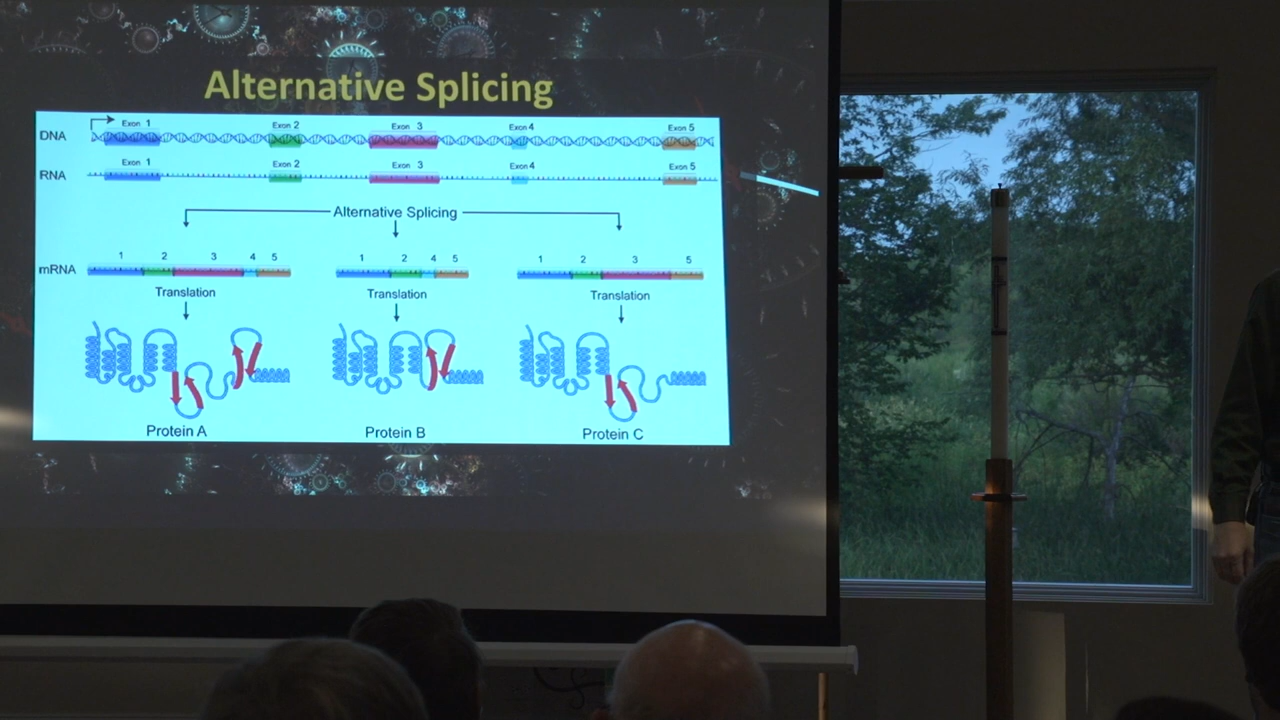 Alternative Splicing
DNA Exon 1 Exon 2 Exon 3 Exon 4 Exon 5
RNA Exon 1 Exon 2 Exon 3 Exon 4 Exon 5
Alternative Splicing
mRNA 1 2 3 4 5 1 2 4 5 1 2 3 5
Translation Translation Translation
Protein A Protein B Protein C